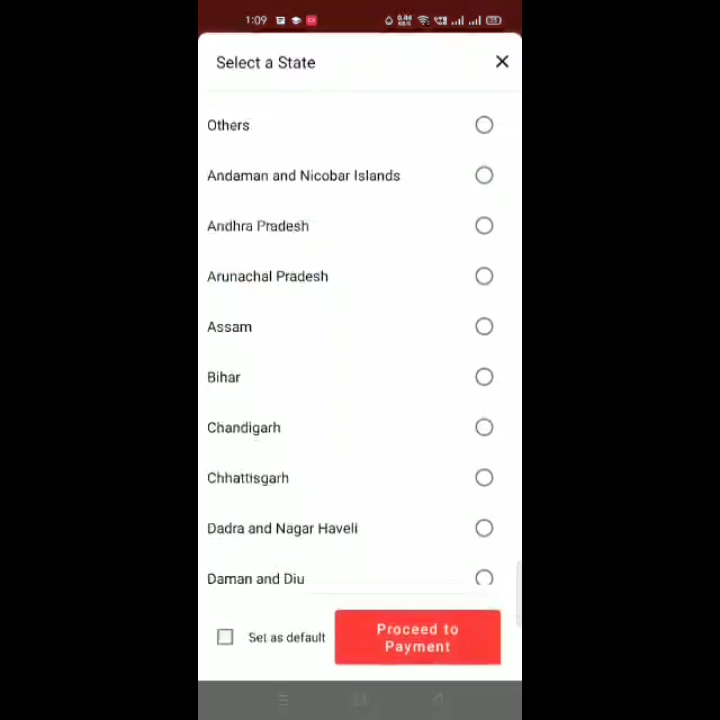 1:09
Select a State
Others
Andaman and Nicobar Islands
Andhra Pradesh
Arunachal Pradesh
Assam
Bihar
Chandigarh
Chhattisgarh
Dadra and Nagar Haveli
Daman and Diu
Set as default
Proceed to
Payment